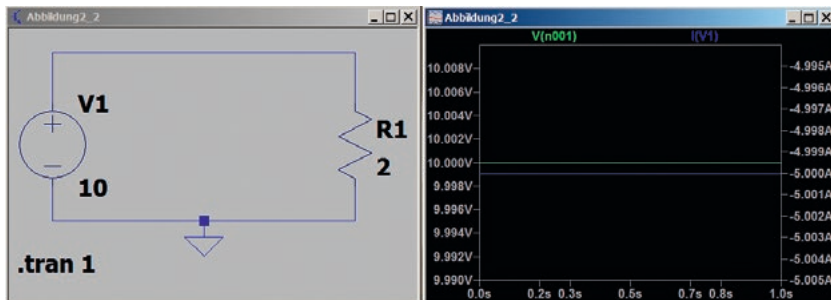 Abbildung2_2
V1
R1
2
10
.tran 1
Abbildung2_2
V(n001) I(V1)
10.008V
10.006V
10.004V
10.002V
10.000V
9.998V
9.996V
9.994V
9.992V
9.990V
-4.995A
-4.996A
-4.997A
-4.998A
-4.999A
-5.000A
-5.001A
-5.002A
-5.003A
-5.004A
-5.005A
0.0s 0.2s 0.3s 0.5s 0.7s 0.8s 1.0s